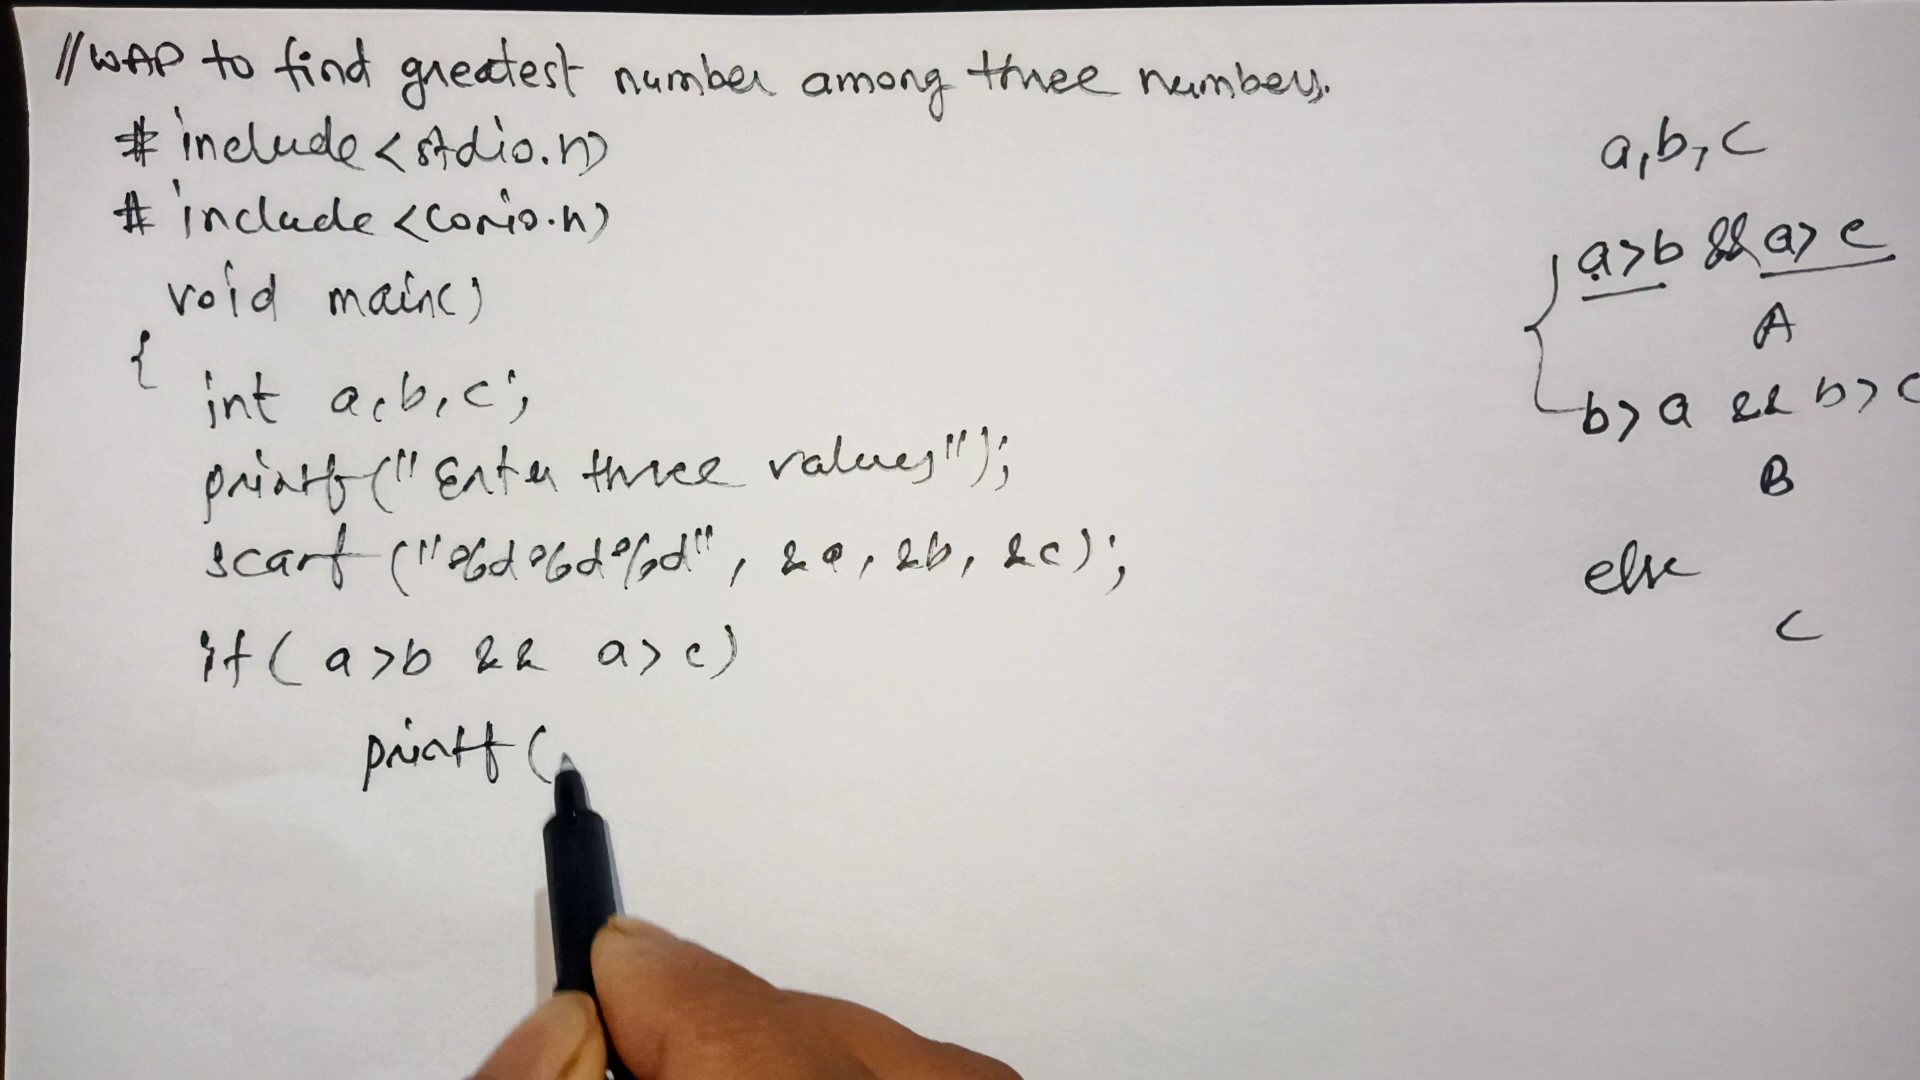 //WAP to find greatest number among three numbers.
#include<stdio.h>
#include<conio.h>
void main()
{
int a,b,c;
printf("Enter three values");
scanf("%d%d%d", &a, &b, &c);
if( a>b && a>c)
printf(
a,b,c
a>b && a>c
A
b>a && b>c
B
else
C